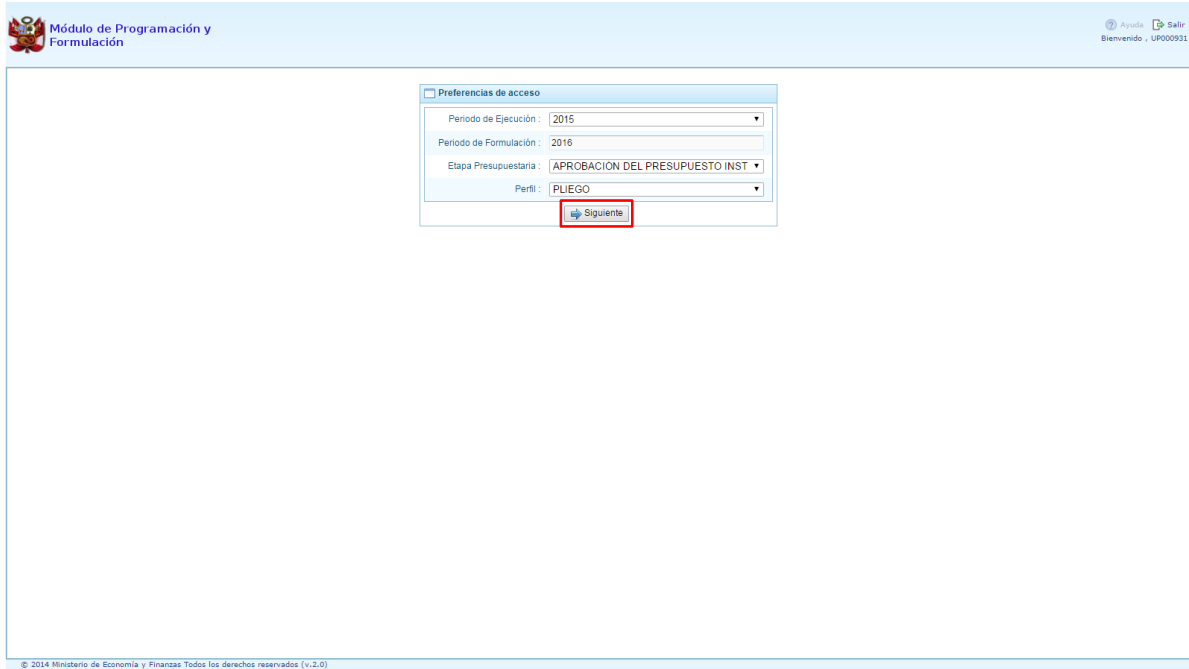 Módulo de Programación y
Formulación
Ayuda Salir
Bienvenido , UP000931
Preferencias de acceso
Periodo de Ejecución : 2015
Periodo de Formulación : 2016
Etapa Presupuestaria : APROBACION DEL PRESUPUESTO INST
Perfil : PLIEGO
Siguiente
© 2014 Ministerio de Economía y Finanzas Todos los derechos reservados (v.2.0)